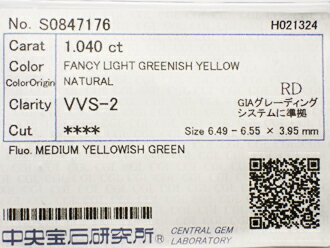 No. S0847176 H021324
Carat 1.040 ct
Color FANCY LIGHT GREENISH YELLOW
ColorOrigin NATURAL
RD
Clarity VVS-2 GIAグレーディング
システムに準拠
Cut **** Size 6.49 - 6.55 × 3.95 mm
Fluo. MEDIUM YELLOWISH GREEN
中央宝石研究所® CENTRAL GEM
LABORATORY